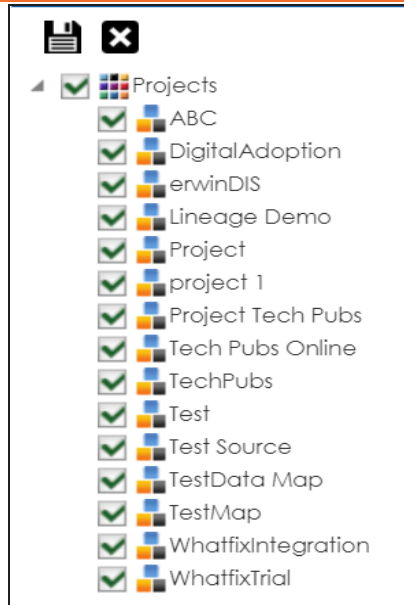 Projects
ABC
DigitalAdoption
erwinDIS
Lineage Demo
Project
project 1
Project Tech Pubs
Tech Pubs Online
TechPubs
Test
Test Source
TestData Map
TestMap
WhatfixIntegration
WhatfixTrial